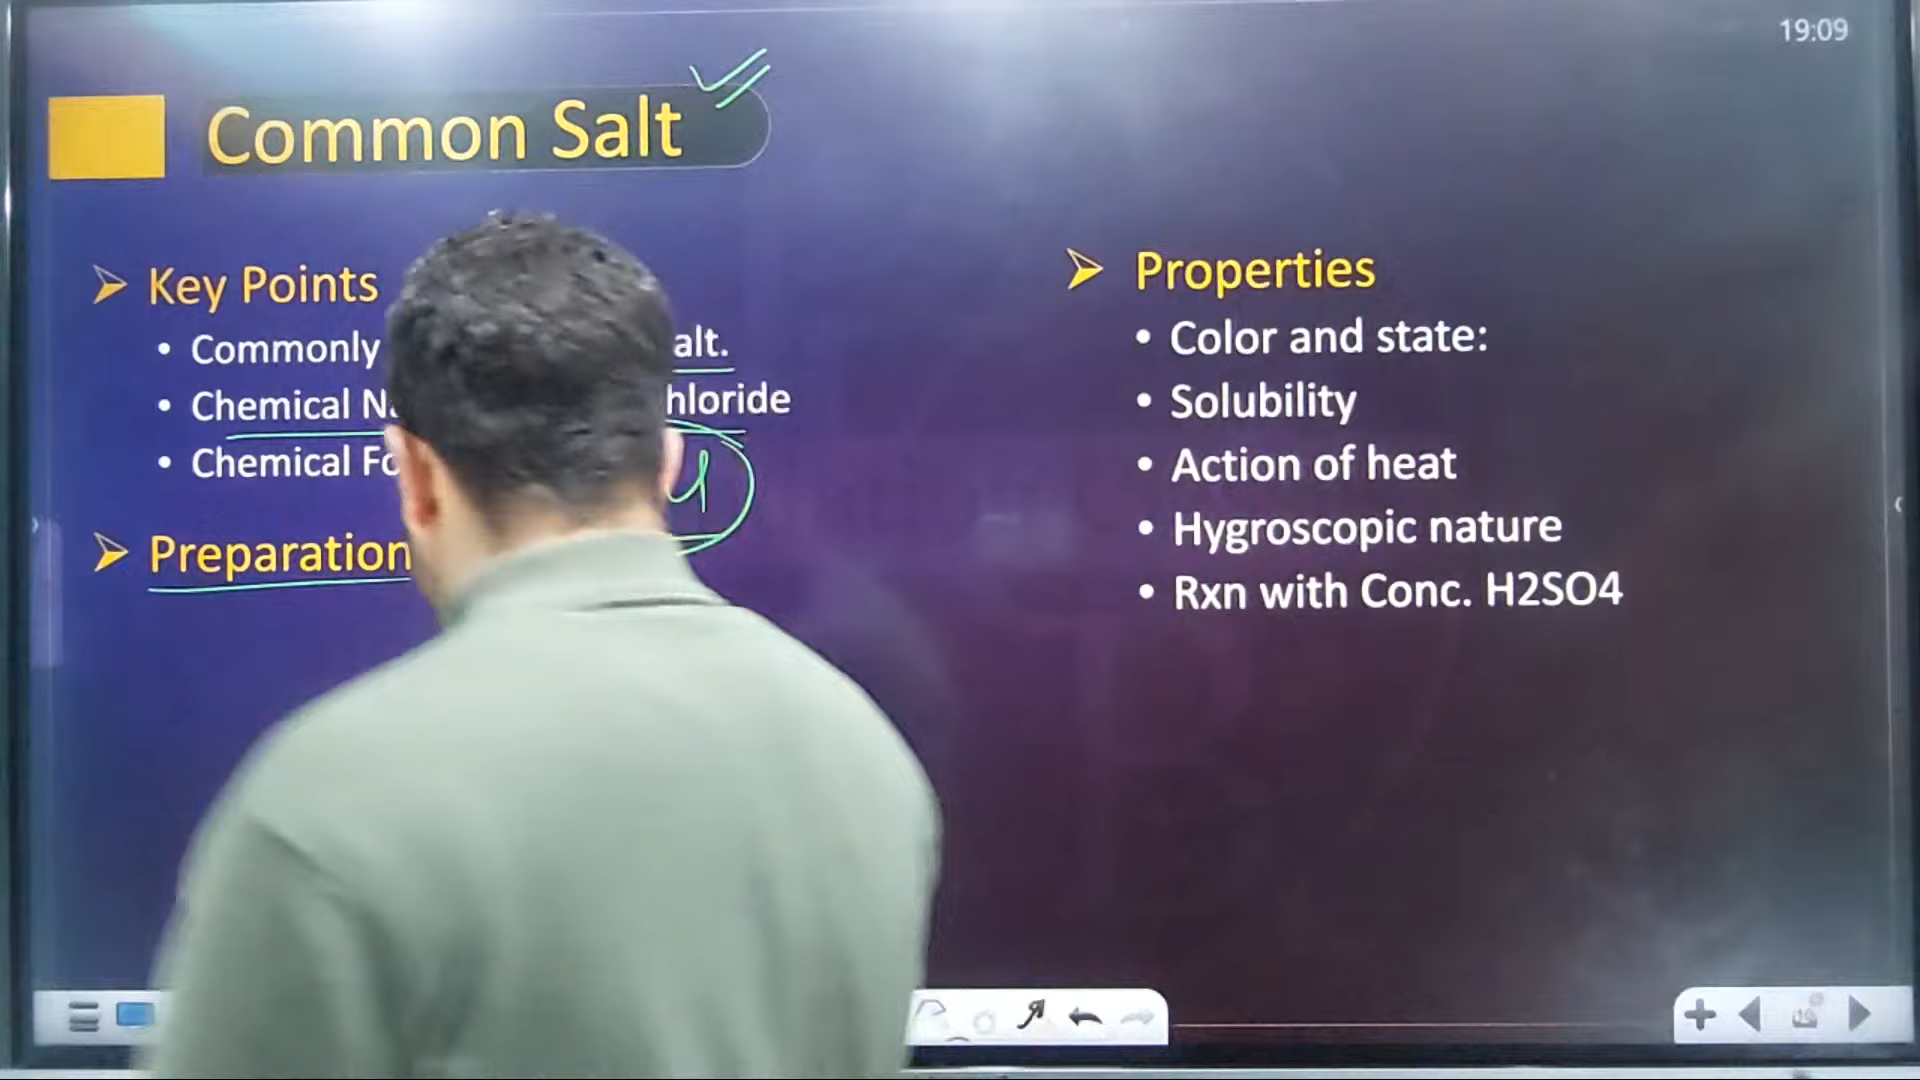 19:09
Common Salt
Key Points
• Commonly alt.
• Chemical hloride
• Chemical
Preparation
Properties
• Color and state:
• Solubility
• Action of heat
• Hygroscopic nature
• Rxn with Conc. H2SO4